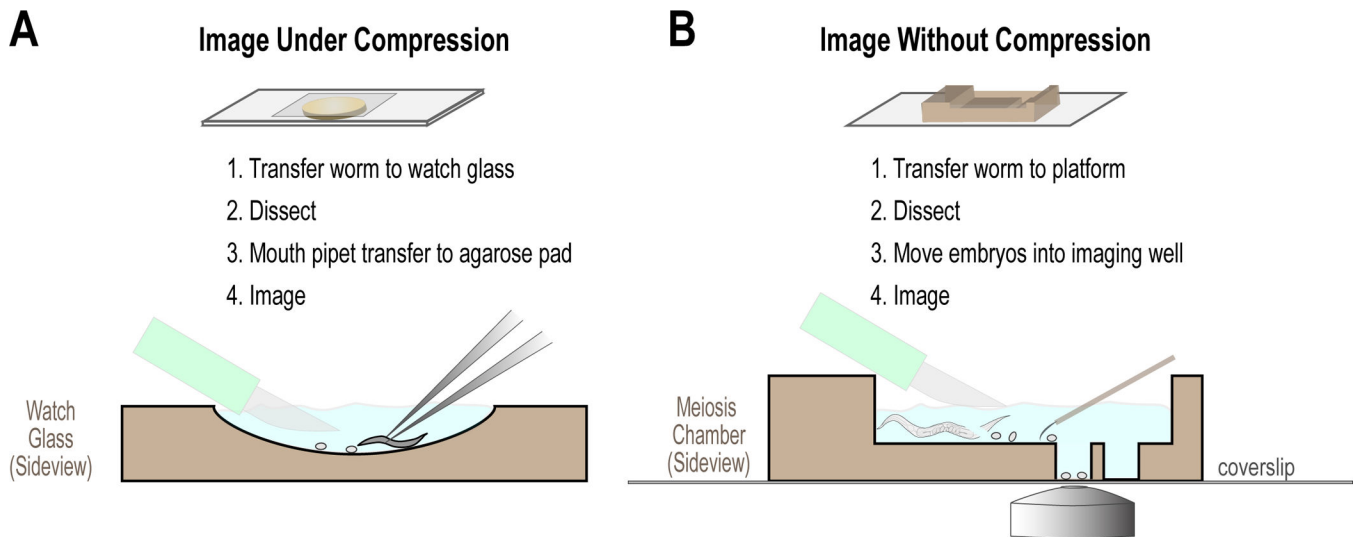 A
Image Under Compression
1. Transfer worm to watch glass
2. Dissect
3. Mouth pipet transfer to agarose pad
4. Image
Watch
Glass
(Sideview)
B
Image Without Compression
1. Transfer worm to platform
2. Dissect
3. Move embryos into imaging well
4. Image
Meiosis
Chamber
(Sideview)
coverslip